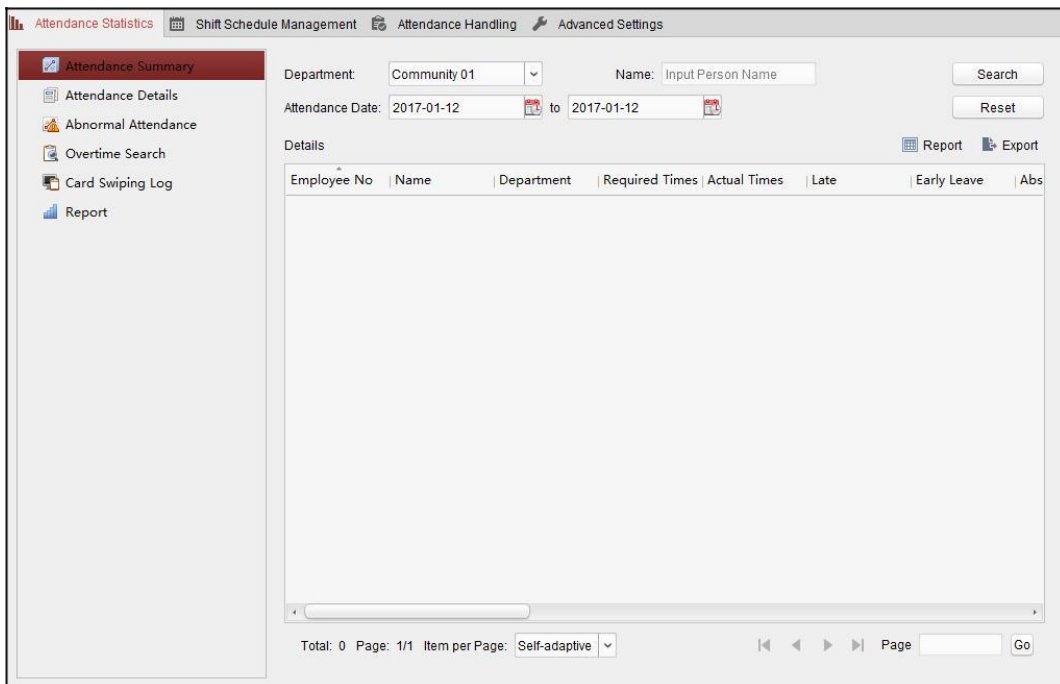 Attendance Statistics Shift Schedule Management Attendance Handling Advanced Settings
Attendance Summary
Attendance Details
Abnormal Attendance
Overtime Search
Card Swiping Log
Report
Department: Community 01 Name: Input Person Name Search
Attendance Date: 2017-01-12 to 2017-01-12 Reset
Details Report Export
Employee No Name Department Required Times Actual Times Late Early Leave Abs
Total: 0 Page: 1/1 Item per Page: Self-adaptive Page Go